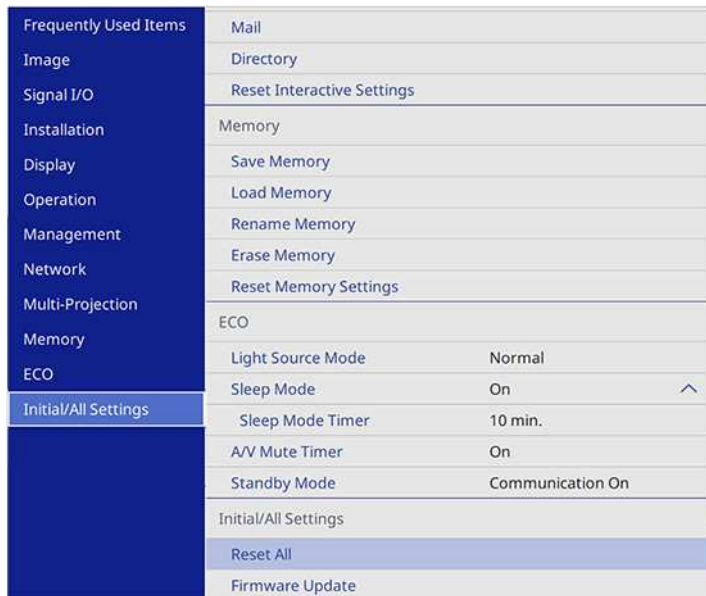 Frequently Used Items
Image
Signal I/O
Installation
Display
Operation
Management
Network
Multi-Projection
Memory
ECO
Initial/All Settings
Mail
Directory
Reset Interactive Settings
Memory
Save Memory
Load Memory
Rename Memory
Erase Memory
Reset Memory Settings
ECO
Light Source Mode Normal
Sleep Mode On
Sleep Mode Timer 10 min.
A/V Mute Timer On
Standby Mode Communication On
Initial/All Settings
Reset All
Firmware Update